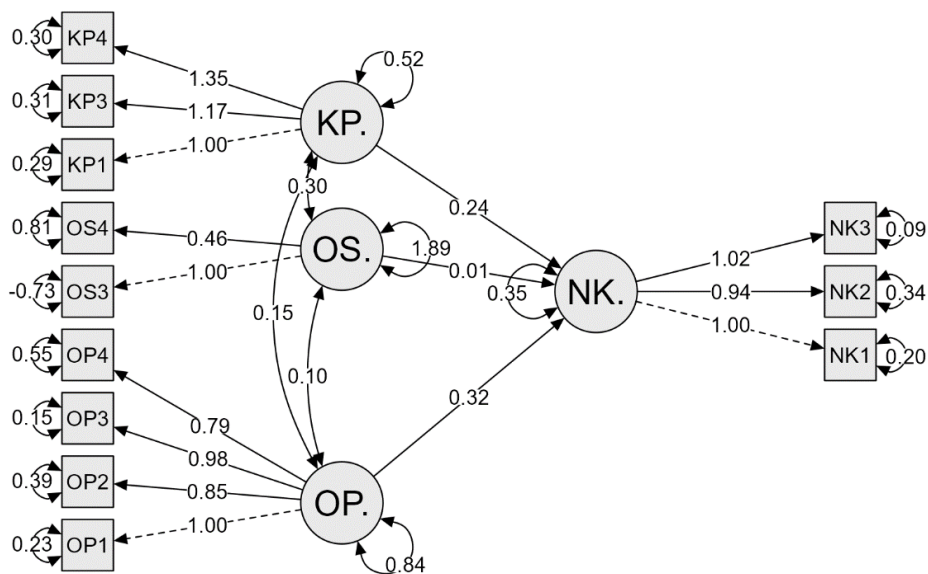 0.30 KP4
1.35
0.52
0.31 KP3
1.17
KP.
1.00
0.29 KP1
0.30
0.24
0.81 OS4
0.46
OS.
1.89
1.00
0.01
-0.73 OS3
0.15
0.35
NK.
1.02
NK3 0.09
0.94
NK2 0.34
1.00
NK1 0.20
0.55 OP4
0.10
0.32
0.79
0.15 OP3
0.98
0.39 OP2
0.85
OP.
1.00
0.23 OP1
0.84